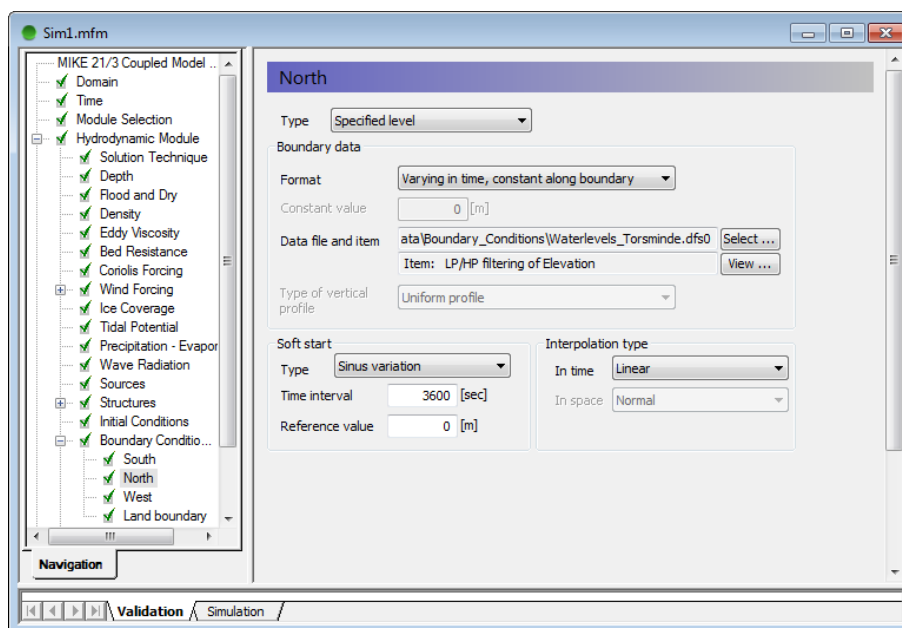 Sim1.mfm
MIKE 21/3 Coupled Model ..
Domain
Time
Module Selection
Hydrodynamic Module
Solution Technique
Depth
Flood and Dry
Density
Eddy Viscosity
Bed Resistance
Coriolis Forcing
Wind Forcing
Ice Coverage
Tidal Potential
Precipitation - Evapor
Wave Radiation
Sources
Structures
Initial Conditions
Boundary Conditio...
South
North
West
Land boundary
Navigation
North
Type Specified level
Boundary data
Format Varying in time, constant along boundary
Constant value 0 [m]
Data file and item ata\Boundary_Conditions\Waterlevels_Torsminde.dfs0 Select ...
Item: LP/HP filtering of Elevation View ...
Type of vertical
profile Uniform profile
Soft start
Type Sinus variation
Time interval 3600 [sec]
Reference value 0 [m]
Interpolation type
In time Linear
In space Normal
Validation Simulation